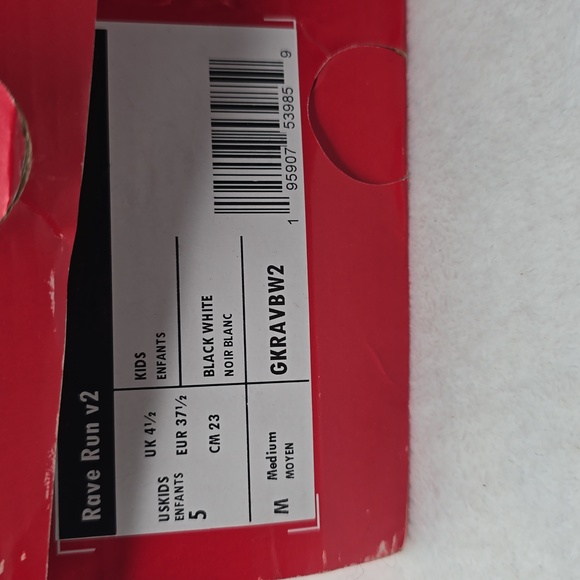 Rave Run v2
USKIDS
ENFANTS
5
UK 4½
EUR 37½
CM 23
KIDS
ENFANTS
BLACK WHITE
NOIR BLANC
M Medium
MOYEN
GKRAVBW2
1 95907 53985 9